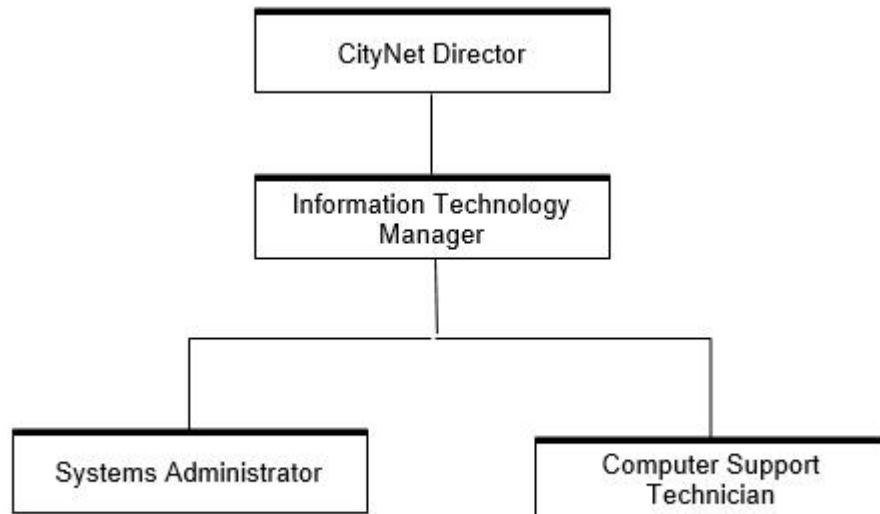 CityNet Director
Information Technology
Manager
Systems Administrator
Computer Support
Technician